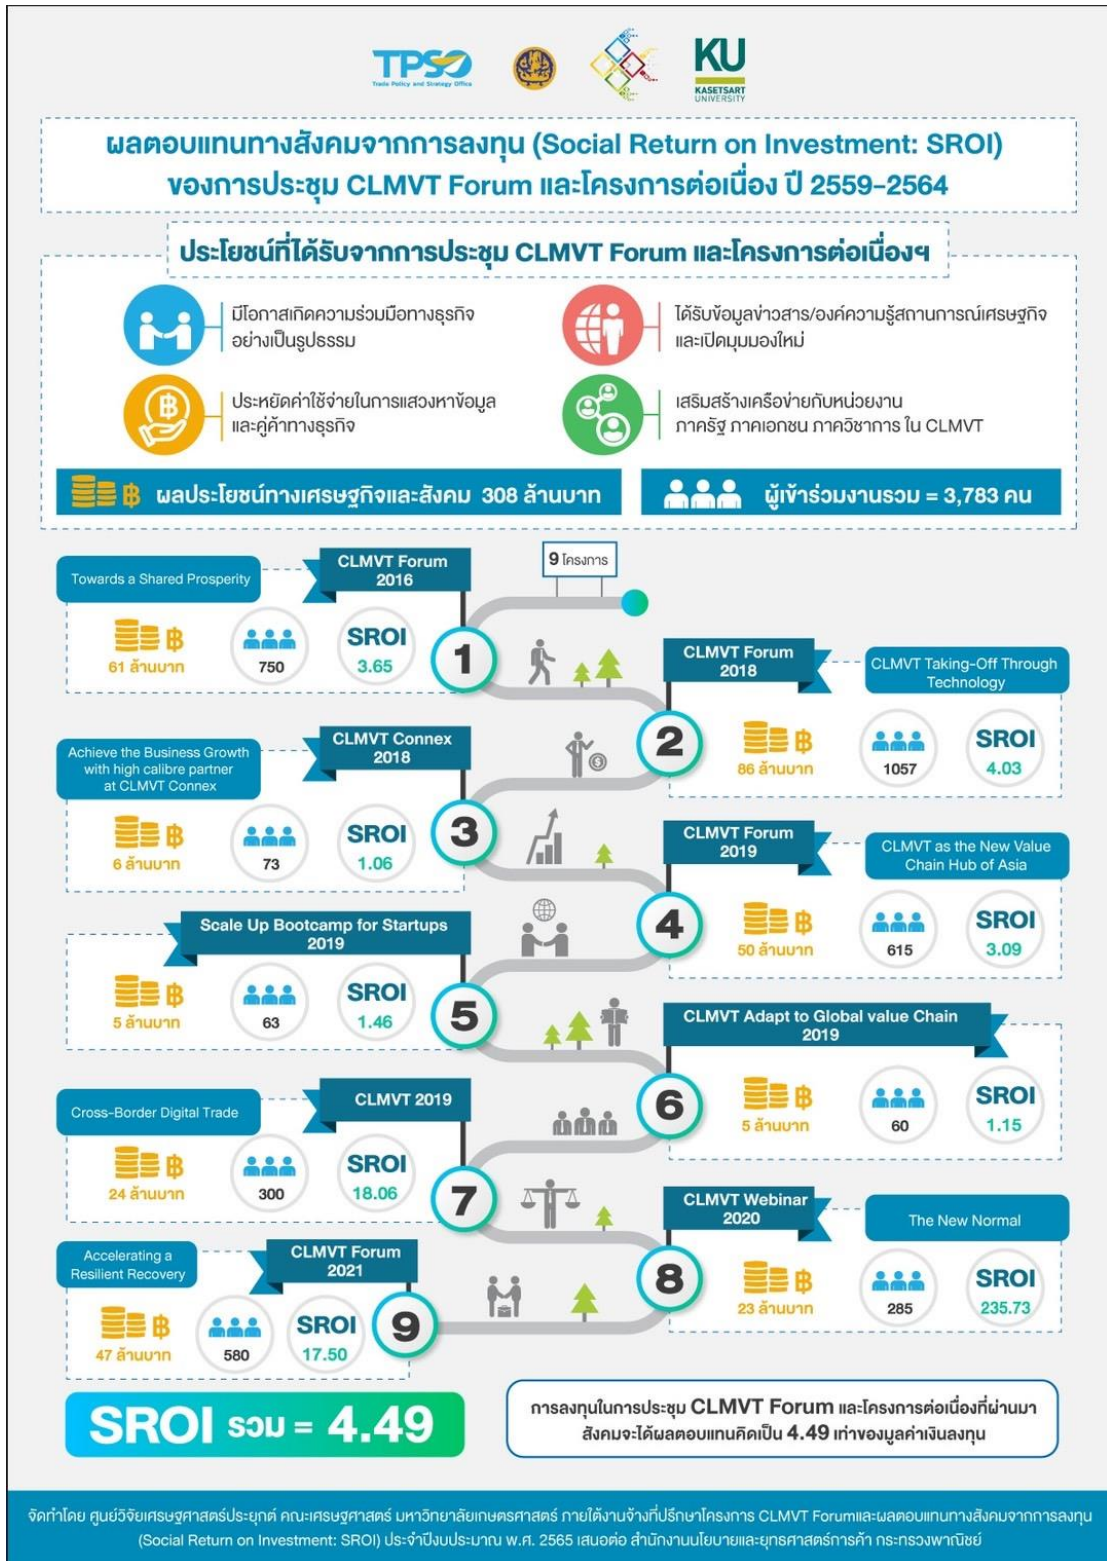 TPSO
Trade Policy and Strategy Office
KU
KASETSART
UNIVERSITY
ผลตอบแทนทางสังคมจากการลงทุน (Social Return on Investment: SROI)
ของการประชุม CLMVT Forum และโครงการต่อเนื่อง ปี 2559-2564
ประโยชน์ที่ได้รับจากการประชุม CLMVT Forum และโครงการต่อเนื่องฯ
มีโอกาสเกิดความร่วมมือทางธุรกิจ
อย่างเป็นรูปธรรม
ได้รับข้อมูลข่าวสาร/องค์ความรู้สถานการณ์เศรษฐกิจ
และเปิดมุมมองใหม่
ประหยัดค่าใช้จ่ายในการแสวงหาข้อมูล
และคู่ค้าทางธุรกิจ
เสริมสร้างเครือข่ายกับหน่วยงาน
ภาครัฐ ภาคเอกชน ภาควิชาการ ใน CLMVT
฿ ผลประโยชน์ทางเศรษฐกิจและสังคม 308 ล้านบาท
ผู้เข้าร่วมงานรวม = 3,783 คน
9 โครงการ
Towards a Shared Prosperity
CLMVT Forum
2016
฿
61 ล้านบาท
750
SROI
3.65
1
CLMVT Forum
2018
CLMVT Taking-Off Through
Technology
2
฿
86 ล้านบาท
1057
SROI
4.03
Achieve the Business Growth
with high calibre partner
at CLMVT Connex
CLMVT Connex
2018
฿
6 ล้านบาท
73
SROI
1.06
3
CLMVT Forum
2019
CLMVT as the New Value
Chain Hub of Asia
4
฿
50 ล้านบาท
615
SROI
3.09
Scale Up Bootcamp for Startups
2019
฿
5 ล้านบาท
63
SROI
1.46
5
CLMVT Adapt to Global value Chain
2019
6
฿
5 ล้านบาท
60
SROI
1.15
Cross-Border Digital Trade
CLMVT 2019
฿
24 ล้านบาท
300
SROI
18.06
7
CLMVT Webinar
2020
The New Normal
8
฿
23 ล้านบาท
285
SROI
235.73
Accelerating a
Resilient Recovery
CLMVT Forum
2021
฿
47 ล้านบาท
580
SROI
17.50
9
SROI รวม = 4.49
การลงทุนในการประชุม CLMVT Forum และโครงการต่อเนื่องที่ผ่านมา
สังคมจะได้ผลตอบแทนคิดเป็น 4.49 เท่าของมูลค่าเงินลงทุน
จัดทำโดย ศูนย์วิจัยเศรษฐศาสตร์ประยุกต์ คณะเศรษฐศาสตร์ มหาวิทยาลัยเกษตรศาสตร์ ภายใต้งานจ้างที่ปรึกษาโครงการ CLMVT Forumและผลตอบแทนทางสังคมจากการลงทุน
(Social Return on Investment: SROI) ประจำปีงบประมาณ พ.ศ. 2565 เสนอต่อ สำนักงานนโยบายและยุทธศาสตร์การค้า กระทรวงพาณิชย์